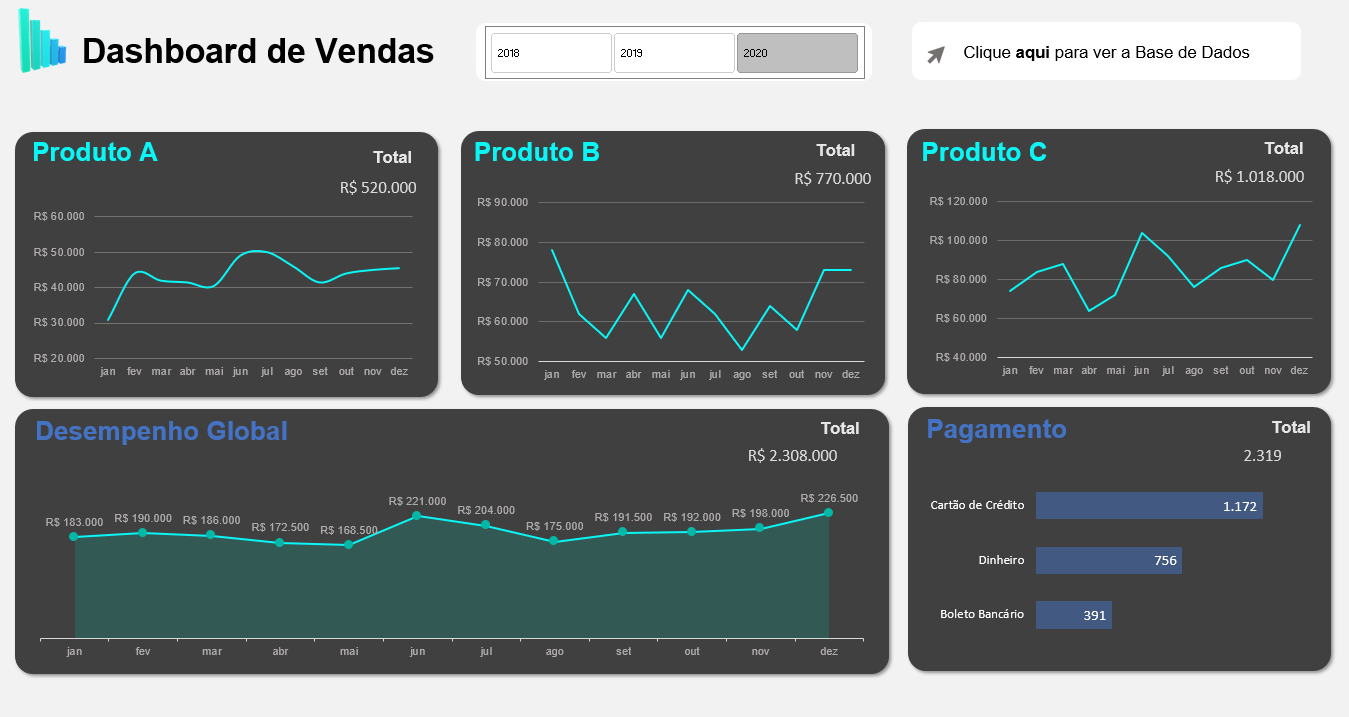 Dashboard de Vendas
2018
2019
2020
Clique aqui para ver a Base de Dados
Produto A
Total
R$ 520.000
R$ 60.000
R$ 50.000
R$ 40.000
R$ 30.000
R$ 20.000
jan fev mar abr mai jun jul ago set out nov dez
Produto B
Total
R$ 770.000
R$ 90.000
R$ 80.000
R$ 70.000
R$ 60.000
R$ 50.000
jan fev mar abr mai jun jul ago set out nov dez
Produto C
Total
R$ 1.018.000
R$ 120.000
R$ 100.000
R$ 80.000
R$ 60.000
R$ 40.000
jan fev mar abr mai jun jul ago set out nov dez
Desempenho Global
Total
R$ 2.308.000
R$ 183.000 R$ 190.000 R$ 186.000 R$ 172.500 R$ 168.500 R$ 221.000 R$ 204.000 R$ 175.000 R$ 191.500 R$ 192.000 R$ 198.000 R$ 226.500
jan fev mar abr mai jun jul ago set out nov dez
Pagamento
Total
2.319
Cartão de Crédito 1.172
Dinheiro 756
Boleto Bancário 391